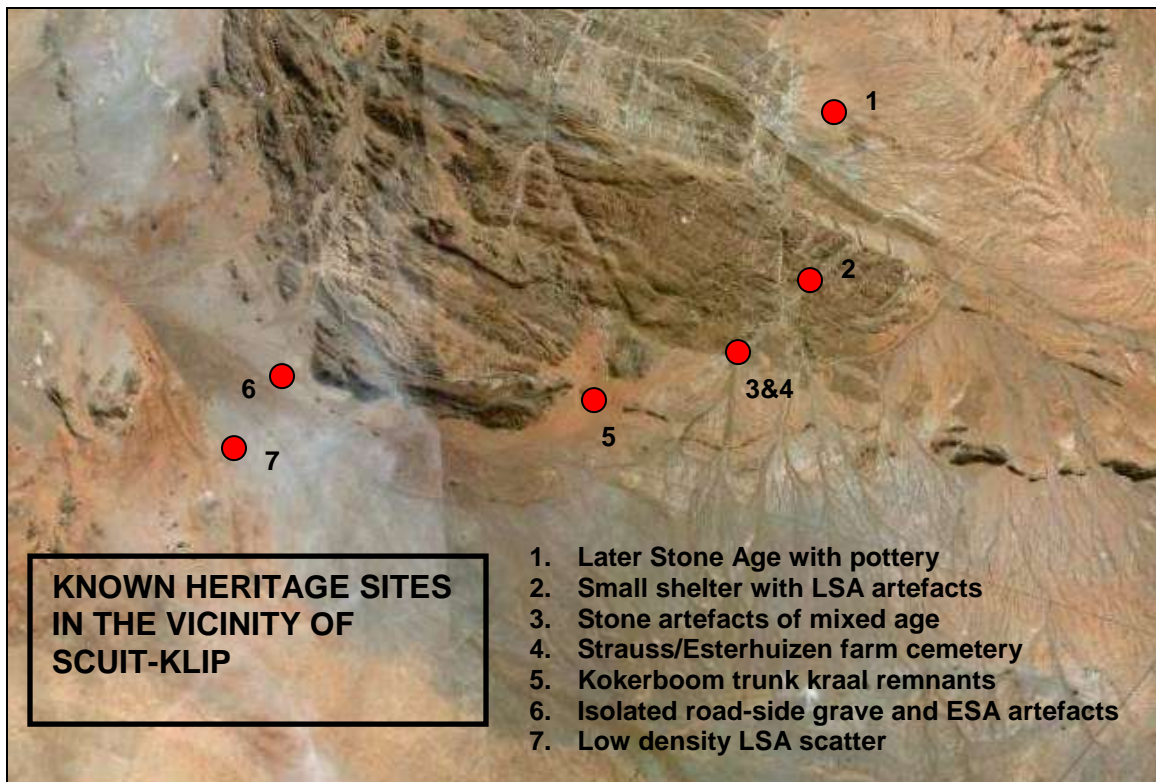 1
2
3&4
5
6
7
KNOWN HERITAGE SITES
IN THE VICINITY OF
SCUIT-KLIP
1. Later Stone Age with pottery
2. Small shelter with LSA artefacts
3. Stone artefacts of mixed age
4. Strauss/Esterhuizen farm cemetery
5. Kokerboom trunk kraal remnants
6. Isolated road-side grave and ESA artefacts
7. Low density LSA scatter